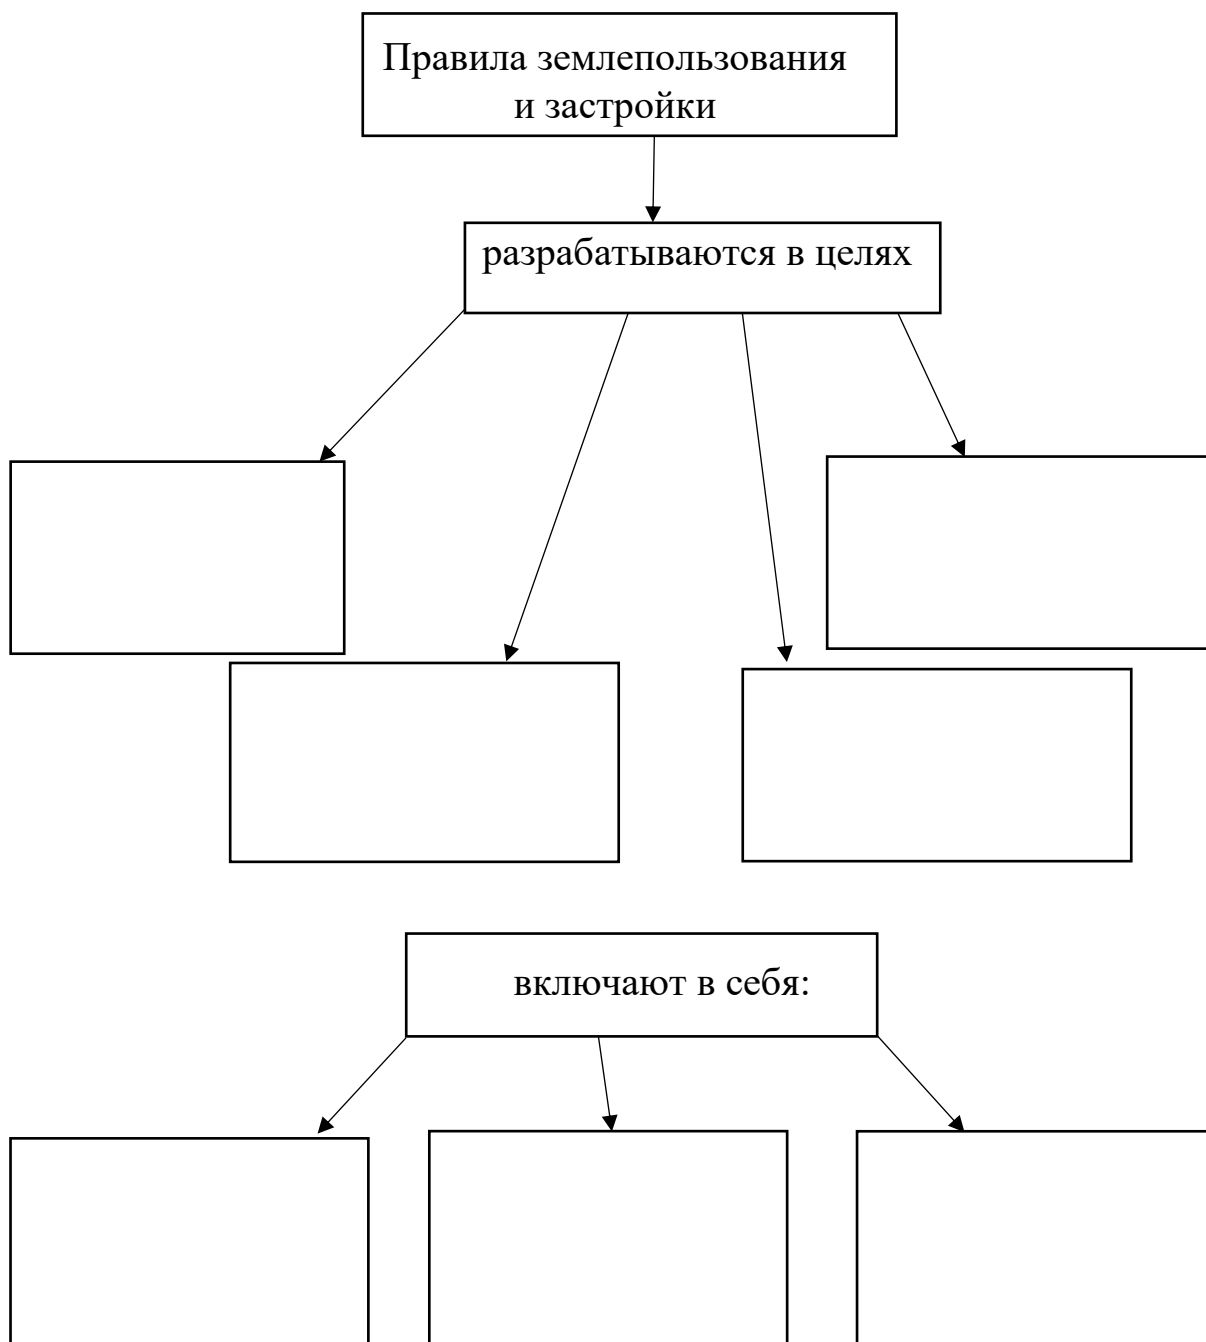 Правила землепользования
и застройки
разрабатываются в целях
включают в себя: